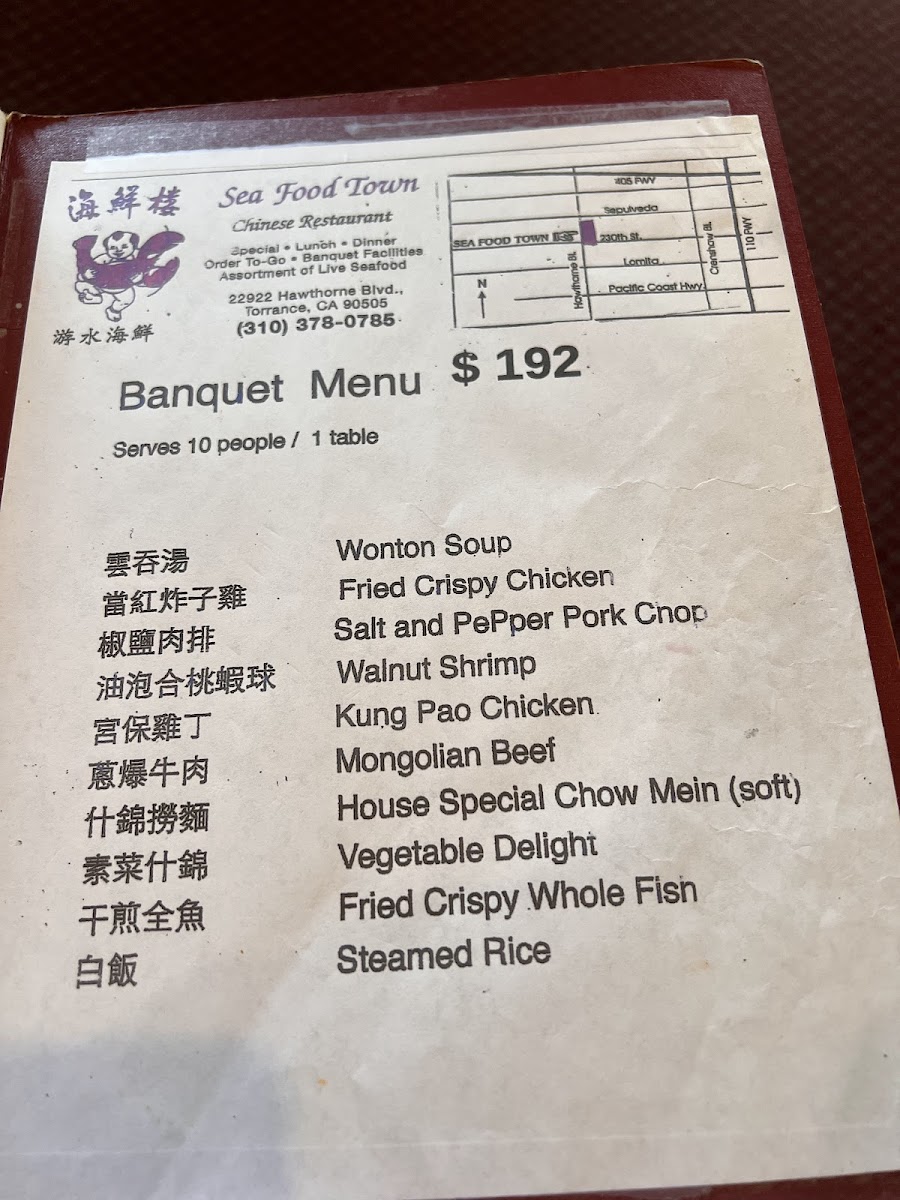 海鮮楼
游水海鮮
Sea Food Town
Chinese Restaurant
Special • Lunch • Dinner
Order To-Go • Banquet Facilities
Assortment of Live Seafood
22922 Hawthorne Blvd.,
Torrance, CA 90505
(310) 378-0785
405 FWY
Sepulveda
SEA FOOD TOWN
230th St.
Lomita
Pacific Coast Hwy.
N
Hawthorne BL
Crenshaw BL
110 FWY
Banquet Menu $ 192
Serves 10 people / 1 table
雲吞湯 Wonton Soup
當紅炸子雞 Fried Crispy Chicken
椒鹽肉排 Salt and PePper Pork Chop
油泡合桃蝦球 Walnut Shrimp
宮保雞丁 Kung Pao Chicken
蔥爆牛肉 Mongolian Beef
什錦撈麵 House Special Chow Mein (soft)
素菜什錦 Vegetable Delight
干煎全魚 Fried Crispy Whole Fish
白飯 Steamed Rice